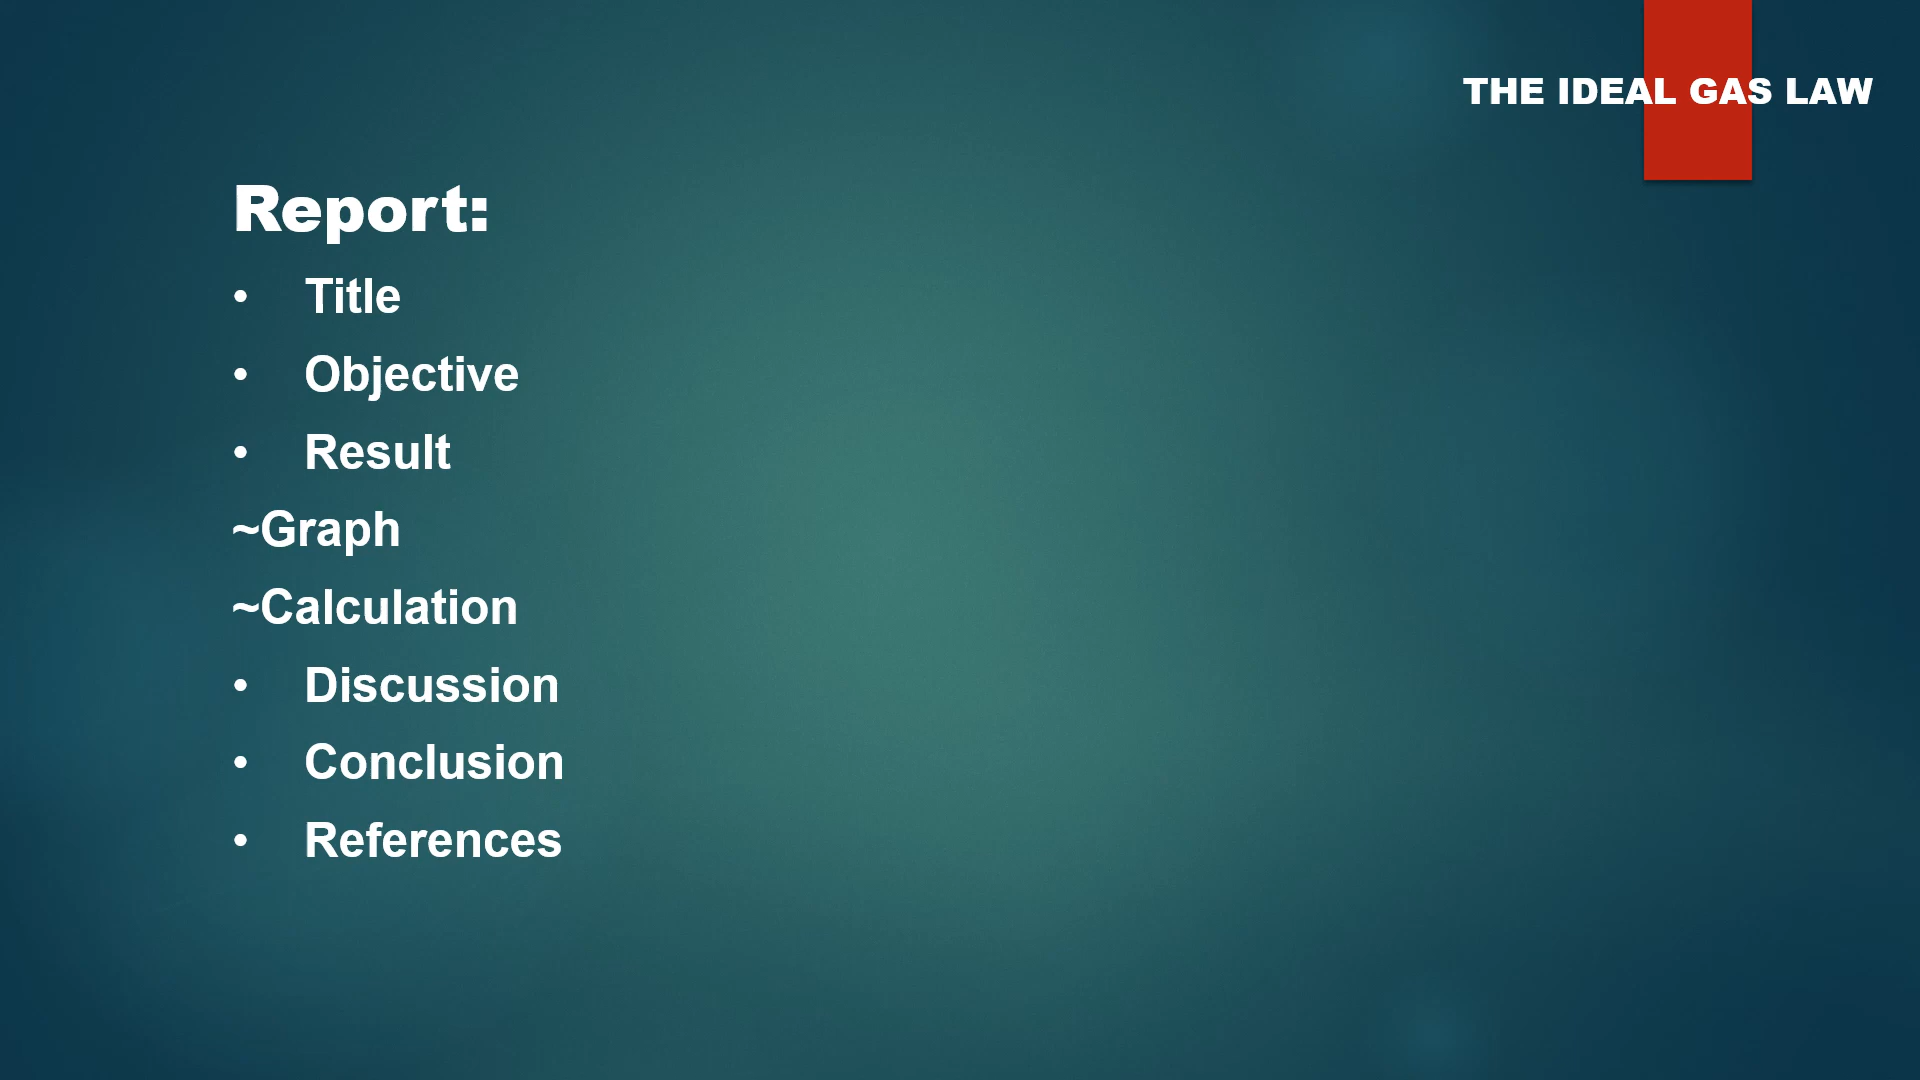 THE IDEAL GAS LAW
Report:
• Title
• Objective
• Result
~Graph
~Calculation
• Discussion
• Conclusion
• References